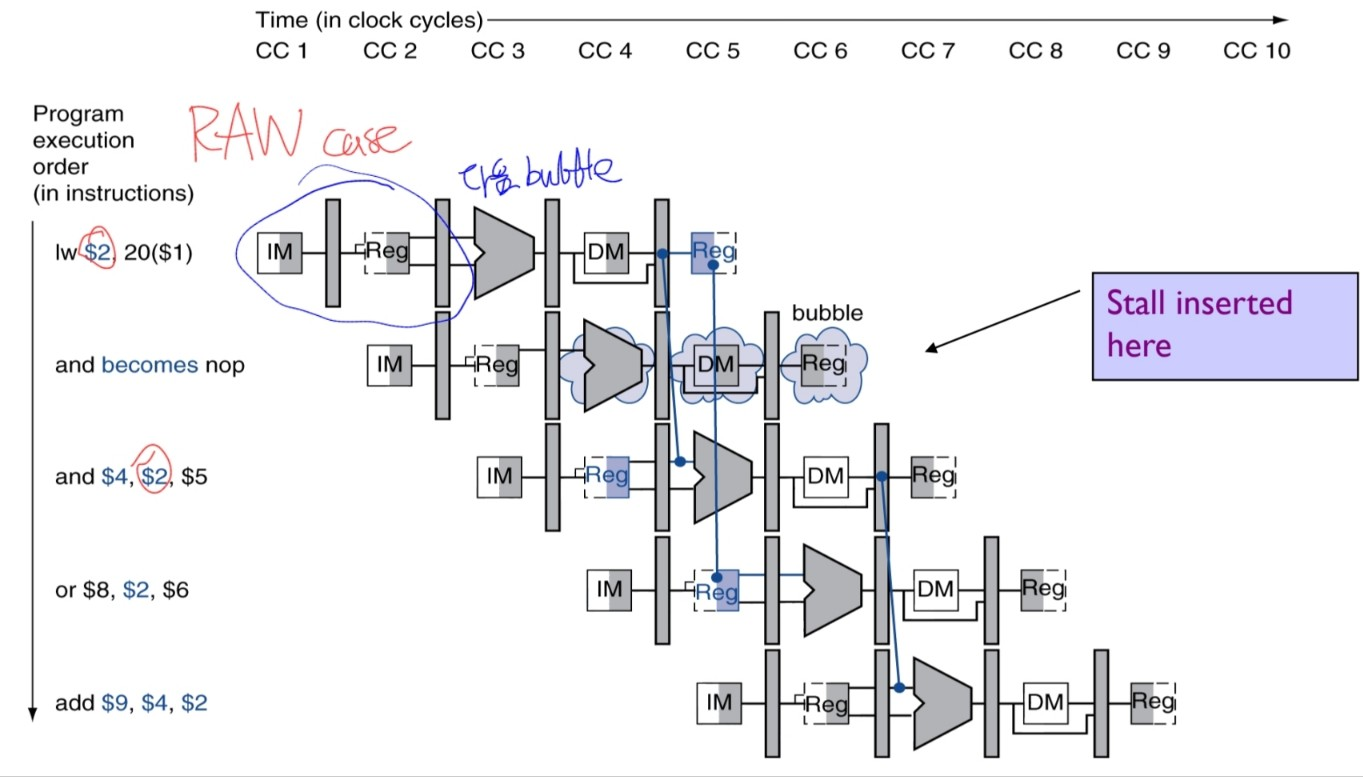 Time (in clock cycles)
CC 1 CC 2 CC 3 CC 4 CC 5 CC 6 CC 7 CC 8 CC 9 CC 10
Program
execution
order
(in instructions)
RAW case
다음 bubble
lw $2, 20($1)
IM Reg DM Reg
bubble
Stall inserted
here
and becomes nop
IM Reg DM Reg
and $4, $2, $5
IM Reg DM Reg
or $8, $2, $6
IM Reg DM Reg
add $9, $4, $2
IM Reg DM Reg